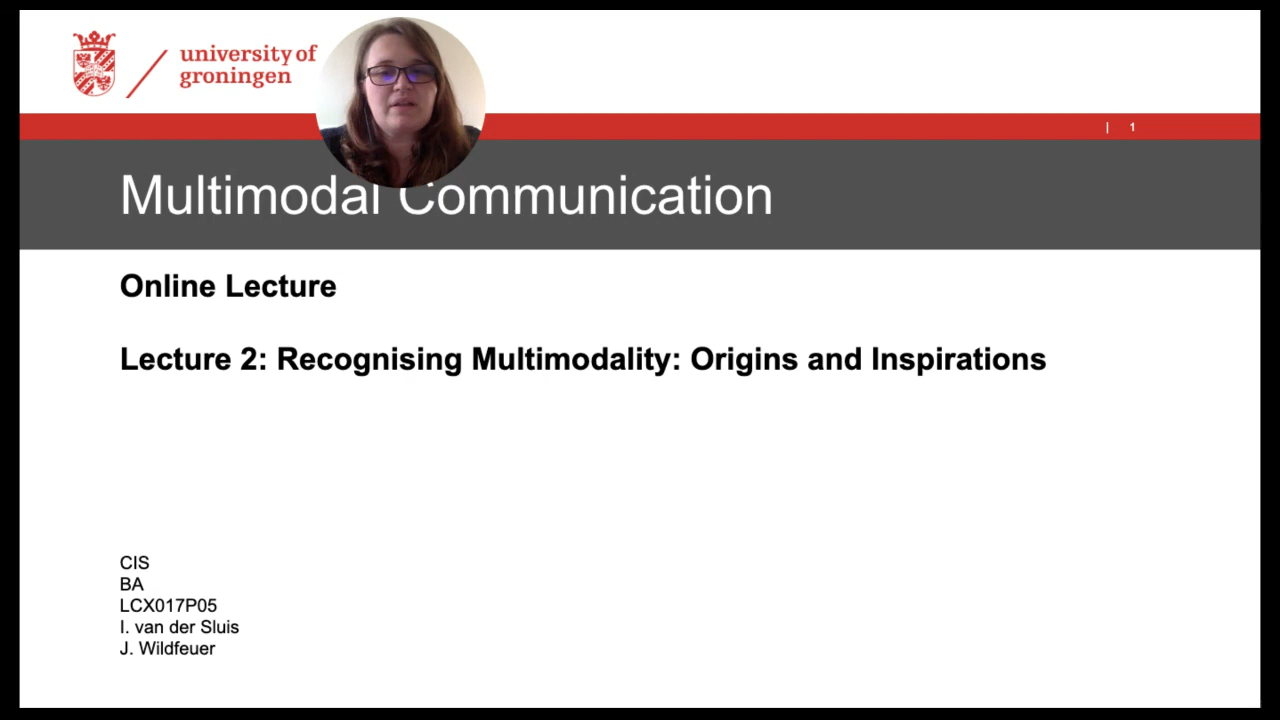 university of
groningen
| 1
Multimodal Communication
Online Lecture
Lecture 2: Recognising Multimodality: Origins and Inspirations
CIS
BA
LCX017P05
I. van der Sluis
J. Wildfeuer